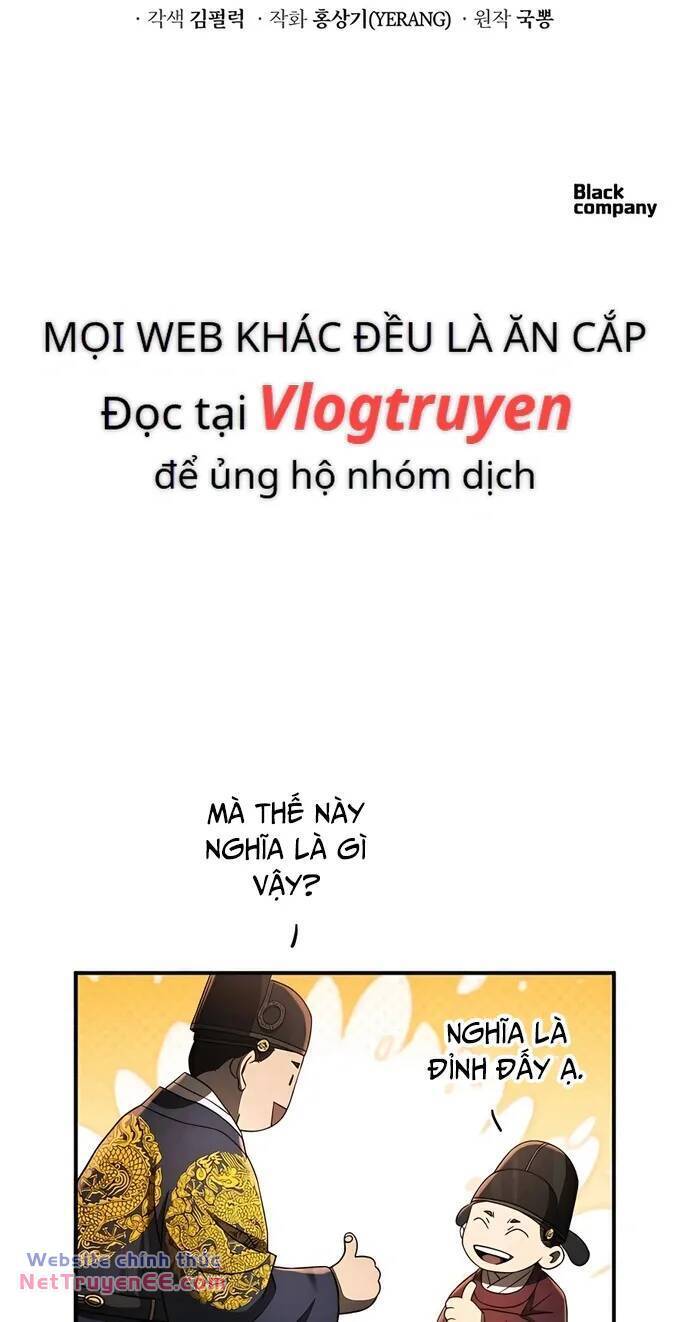 · 각색 김펄럭 · 작화 홍상기(YERANG) · 원작 국뽕
Black
company
MỌI WEB KHÁC ĐỀU LÀ ĂN CẮP
Đọc tại Vlogtruyen
để ủng hộ nhóm dịch
MÀ THẾ NÀY
NGHĨA LÀ GÌ
VẬY?
NGHĨA LÀ
ĐỈNH ĐẤY Ạ.
Website chính thức
NetTruyenEE.com